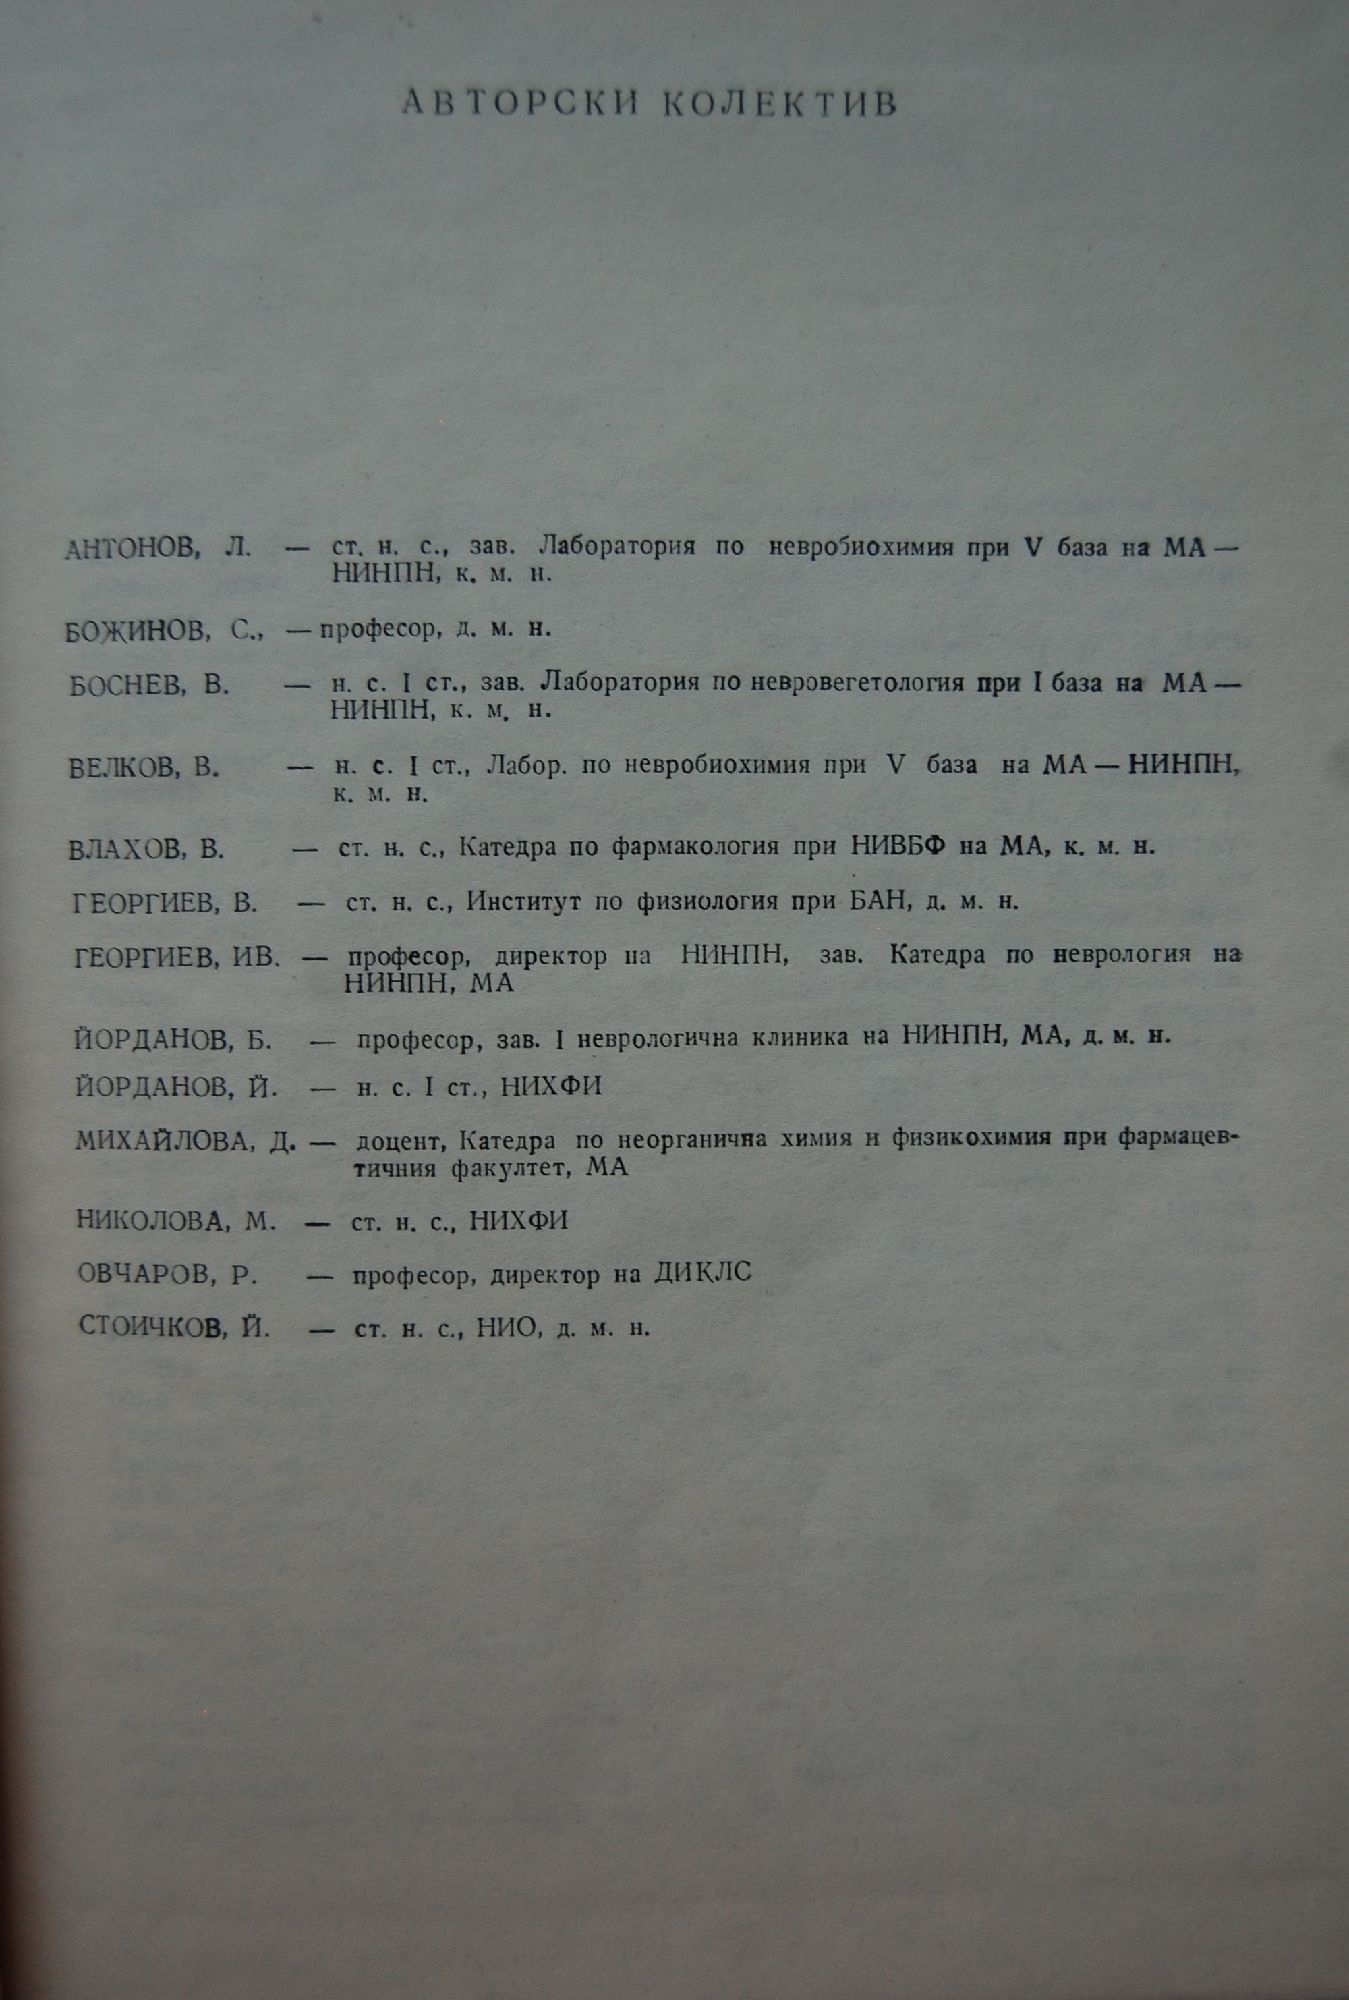 АВТОРСКИ КОЛЕКТИВ
АНТОНОВ, Л. — ст. н. с., зав. Лаборатория по невробиохимия при V база на МА —
НИНПН, к. м. н.
БОЖИНОВ, С., — професор, д. м. н.
БОСНЕВ, В. — н. с. I ст., зав. Лаборатория по невровегетология при I база на МА —
НИНПН, к. м. н.
ВЕЛКОВ, В. — н. с. I ст., Лабор. по невробиохимия при V база на МА — НИНПН,
к. м. н.
ВЛАХОВ, В. — ст. н. с., Катедра по фармакология при НИВБФ на МА, к. м. н.
ГЕОРГИЕВ, В. — ст. н. с., Институт по физиология при БАН, д. м. н.
ГЕОРГИЕВ, ИВ. — професор, директор на НИНПН, зав. Катедра по неврология на
НИНПН, МА
ЙОРДАНОВ, Б. — професор, зав. I неврологична клиника на НИНПН, МА, д. м. н.
ЙОРДАНОВ, Й. — н. с. I ст., НИХФИ
МИХАЙЛОВА, Д. — доцент, Катедра по неорганична химия и физикохимия при фармацев-
тичния факултет, МА
НИКОЛОВА, М. — ст. н. с., НИХФИ
ОВЧАРОВ, Р. — професор, директор на ДИКЛС
СТОИЧКОВ, Й. — ст. н. с., НИО, д. м. н.